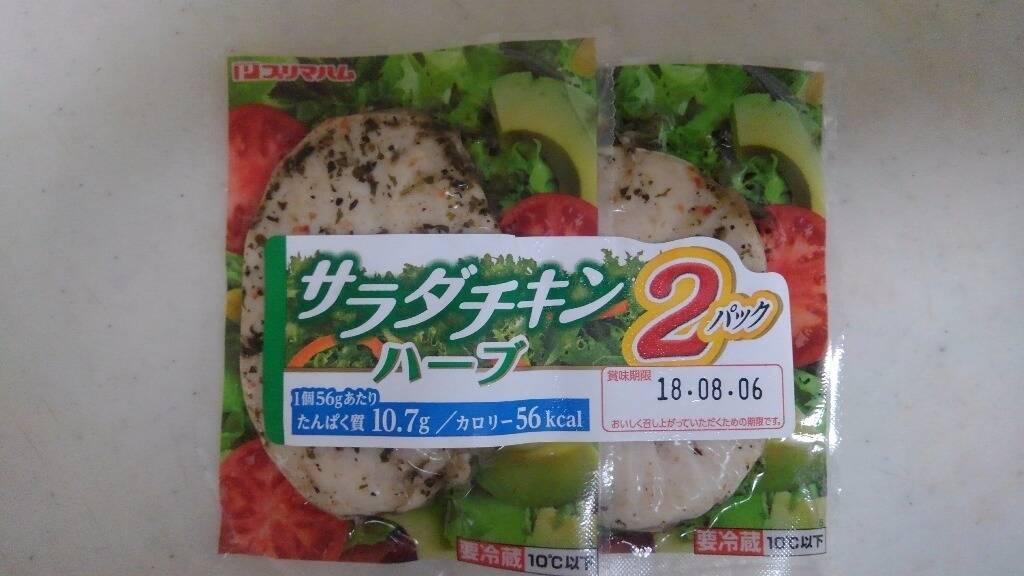 プリマハム
サラダチキン
ハーブ
2パック
1個56gあたり
たんぱく質 10.7g／カロリー56kcal
賞味期限
18.08.06
おいしく召し上がっていただくための期限です。
要冷蔵 10℃以下
要冷蔵 10℃以下